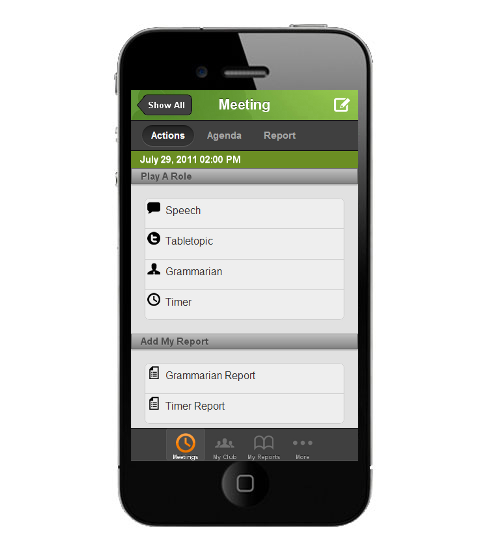 Show All
Meeting
Actions
Agenda
Report
July 29, 2011 02:00 PM
Play A Role
Speech
Tabletopic
Grammarian
Timer
Add My Report
Grammarian Report
Timer Report
Meetings
My Club
My Reports
More